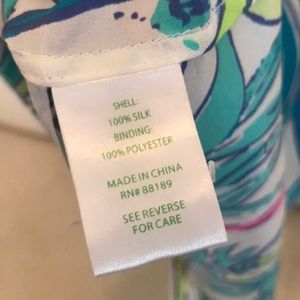 SHELL:
100% SILK
BINDING:
100% POLYESTER
MADE IN CHINA
RN# 88189
SEE REVERSE
FOR CARE